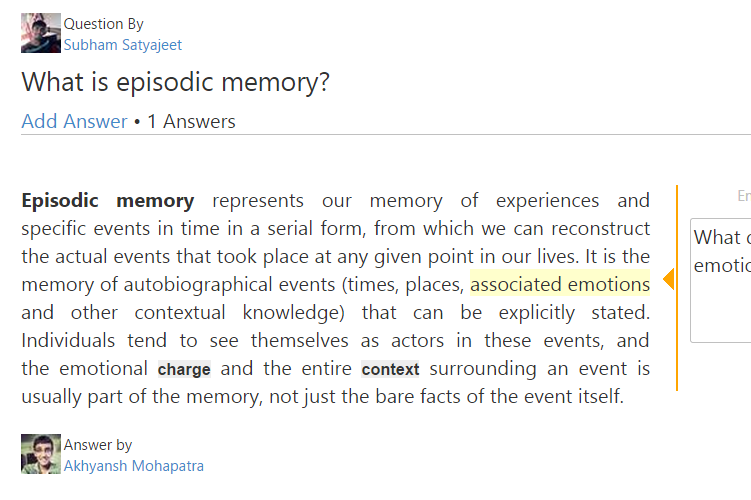 Question By
Subham Satyajeet
What is episodic memory?
Add Answer • 1 Answers
Episodic memory represents our memory of experiences and
specific events in time in a serial form, from which we can reconstruct
the actual events that took place at any given point in our lives. It is the
memory of autobiographical events (times, places, associated emotions
and other contextual knowledge) that can be explicitly stated.
Individuals tend to see themselves as actors in these events, and
the emotional charge and the entire context surrounding an event is
usually part of the memory, not just the bare facts of the event itself.
What
Answer by
Akhyansh Mohapatra